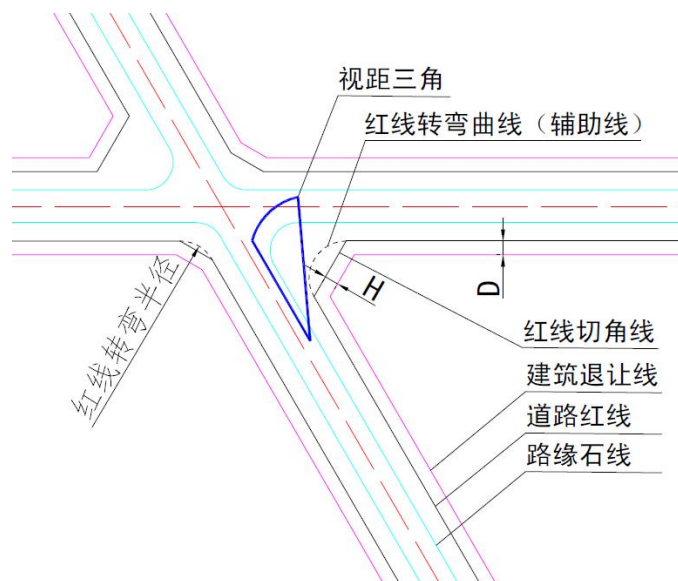 视距三角
红线转弯曲线（辅助线）
红线转弯半径
H
D
红线切角线
建筑退让线
道路红线
路缘石线